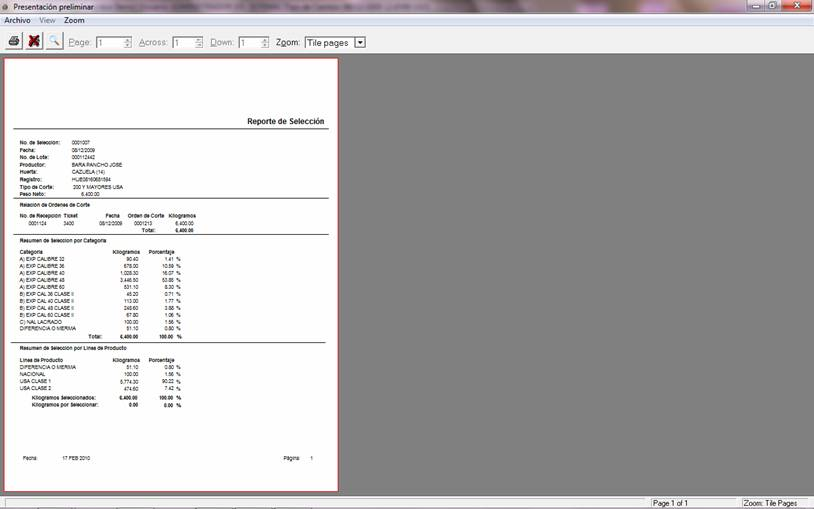 Presentación preliminar
Archivo View Zoom
Page: 1 Across: 1 Down: 1 Zoom: Tile pages
Reporte de Selección
No. de Seleccion: 0001007
Fecha: 08/12/2009
No. de Lote: 000112442
Productor: BARA PANCHO JOSE
Huerta: CAZUELA (14)
Registro: HUE08160681594
Tipo de Corte: 200 Y MAYORES USA
Peso Neto: 6,400.00
Relación de Ordenes de Corte
No. de Recepción Ticket Fecha Orden de Corte Kilogramos
0001124 3400 08/12/2009 0001213 6,400.00
Total: 6,400.00
Resumen de Seleccion por Categoria
Categoria Kilogramos Porcentaje
A) EXP CALIBRE 32 90.40 1.41 %
A) EXP CALIBRE 36 678.00 10.59 %
A) EXP CALIBRE 40 1,028.30 16.07 %
A) EXP CALIBRE 48 3,446.50 53.85 %
A) EXP CALIBRE 60 531.10 8.30 %
B) EXP CAL 36 CLASE II 45.20 0.71 %
B) EXP CAL 40 CLASE II 113.00 1.77 %
B) EXP CAL 48 CLASE II 248.60 3.88 %
B) EXP CAL 60 CLASE II 67.80 1.06 %
C) NAL LACRADO 100.00 1.56 %
DIFERENCIA O MERMA 51.10 0.80 %
Total: 6,400.00 100.00 %
Resumen de Selección por Linea de Producto
Linea de Producto Kilogramos Porcentaje
DIFERENCIA O MERMA 51.10 0.80 %
NACIONAL 100.00 1.56 %
USA CLASE 1 5,774.30 90.22 %
USA CLASE 2 474.60 7.42 %
Kilogramos Seleccionados: 6,400.00 100.00 %
Kilogramos por Seleccionar: 0.00 0.00 %
Fecha: 17 FEB 2010 Página 1
Page 1 of 1 Zoom: Tile Pages